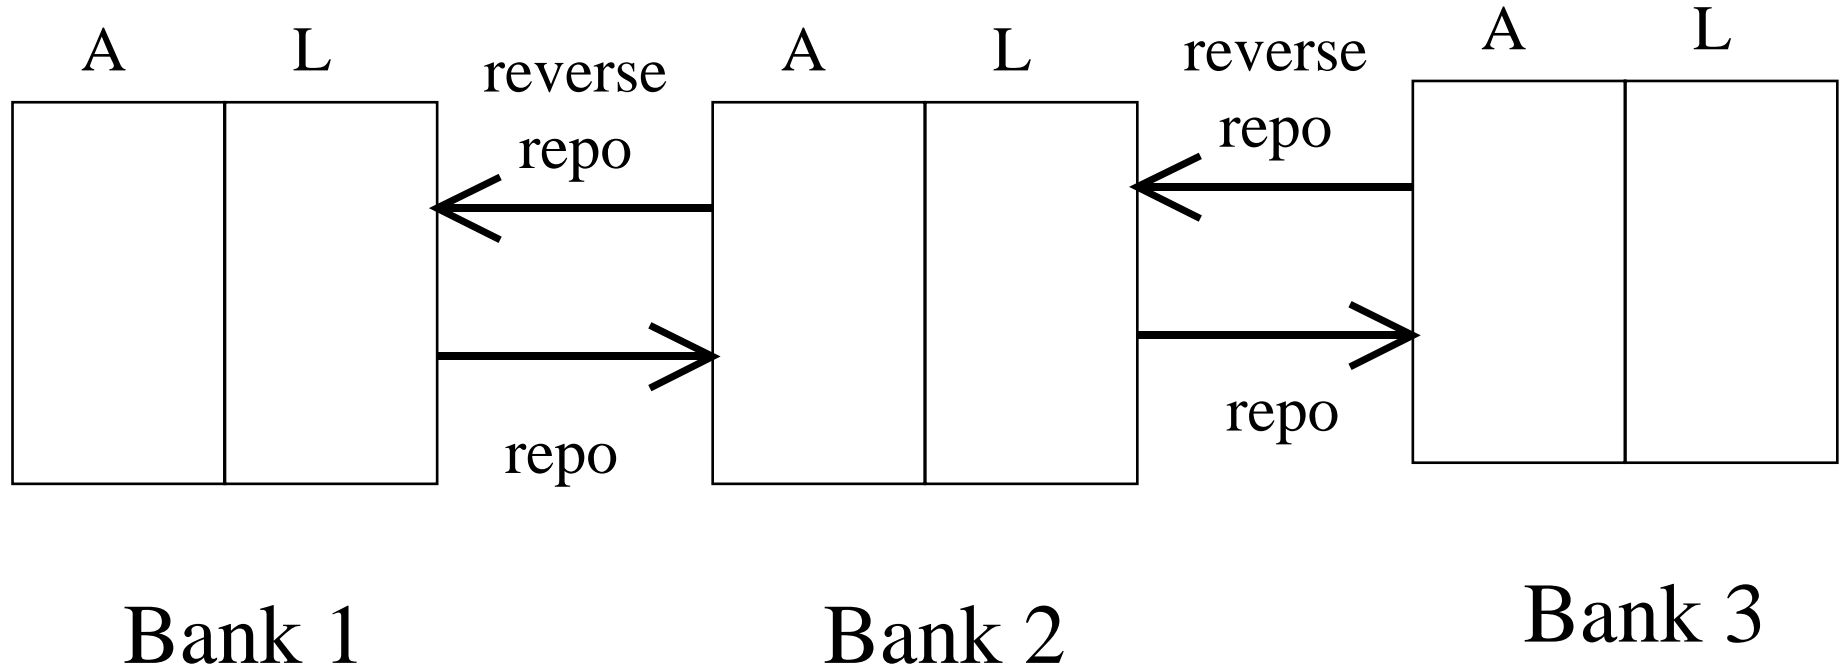 A L
reverse
repo
repo
Bank 1
A L
reverse
repo
repo
Bank 2
A L
Bank 3